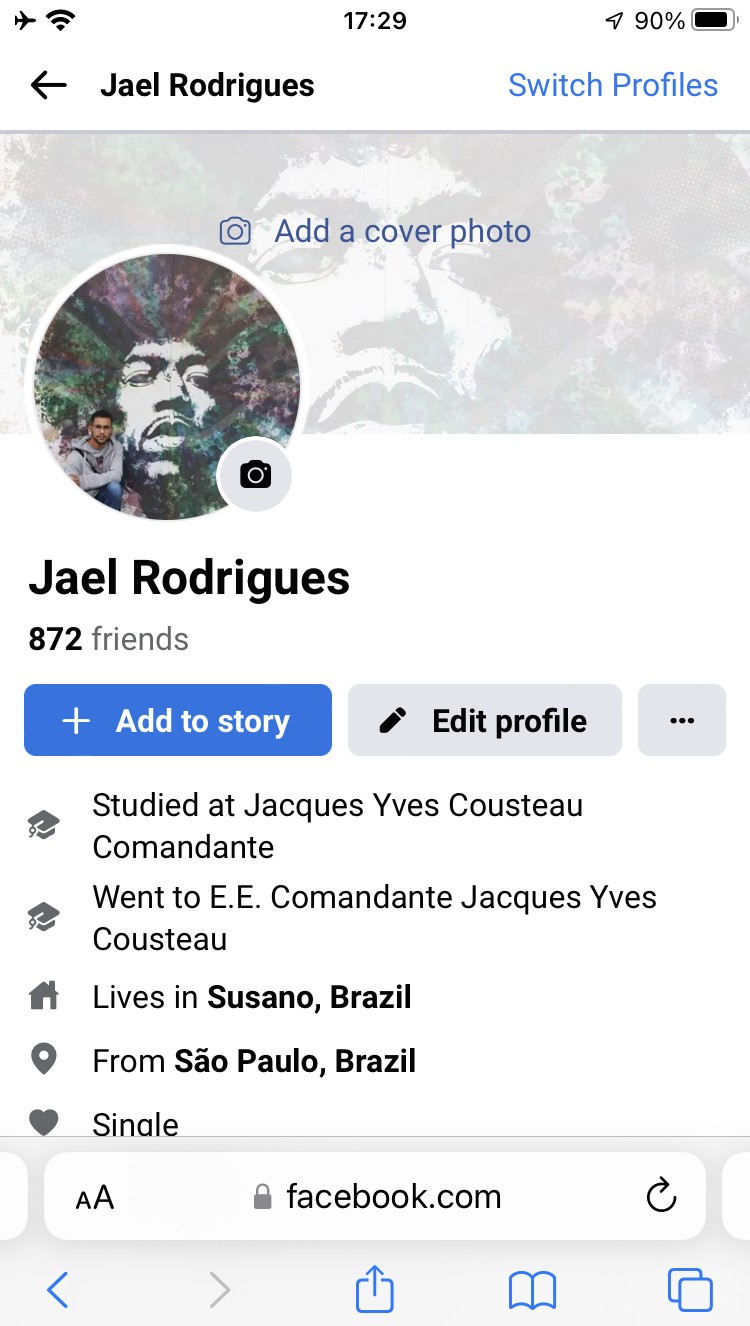 17:29
90%
Jael Rodrigues
Switch Profiles
Add a cover photo
Jael Rodrigues
872 friends
Add to story
Edit profile
Studied at Jacques Yves Cousteau
Comandante
Went to E.E. Comandante Jacques Yves
Cousteau
Lives in Susano, Brazil
From São Paulo, Brazil
Single
AA
facebook.com